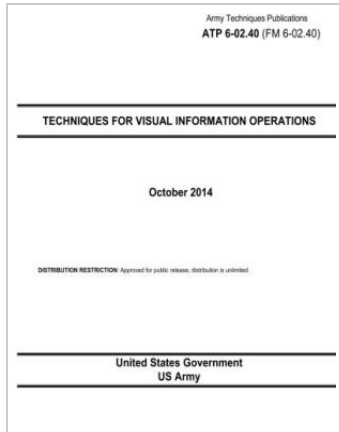 Army Techniques Publications
ATP 6-02.40 (FM 6-02.40)
TECHNIQUES FOR VISUAL INFORMATION OPERATIONS
October 2014
DISTRIBUTION RESTRICTION: Approved for public release; distribution is unlimited.
United States Government
US Army